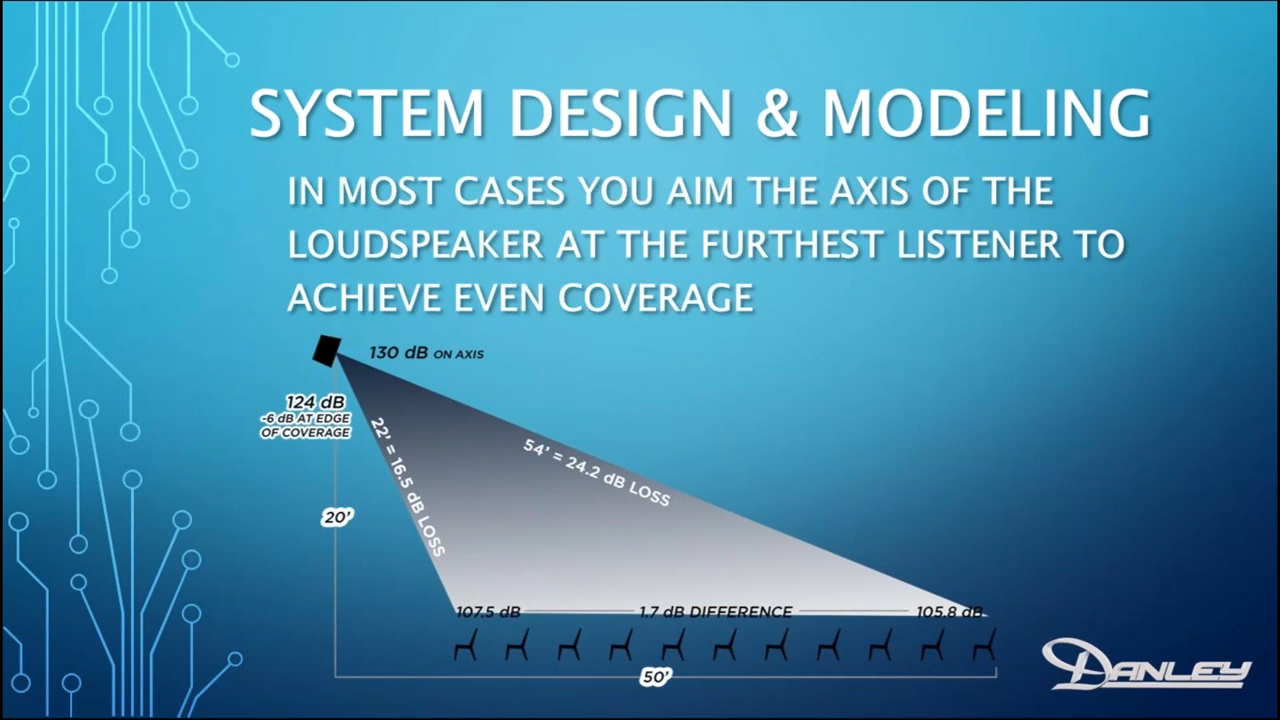 SYSTEM DESIGN & MODELING
IN MOST CASES YOU AIM THE AXIS OF THE
LOUDSPEAKER AT THE FURTHEST LISTENER TO
ACHIEVE EVEN COVERAGE
130 dB ON AXIS
124 dB
-6 dB AT EDGE
OF COVERAGE
22' = 16.5 dB LOSS
54' = 24.2 dB LOSS
20'
107.5 dB
1.7 dB DIFFERENCE
105.8 dB
50'
DANLEY